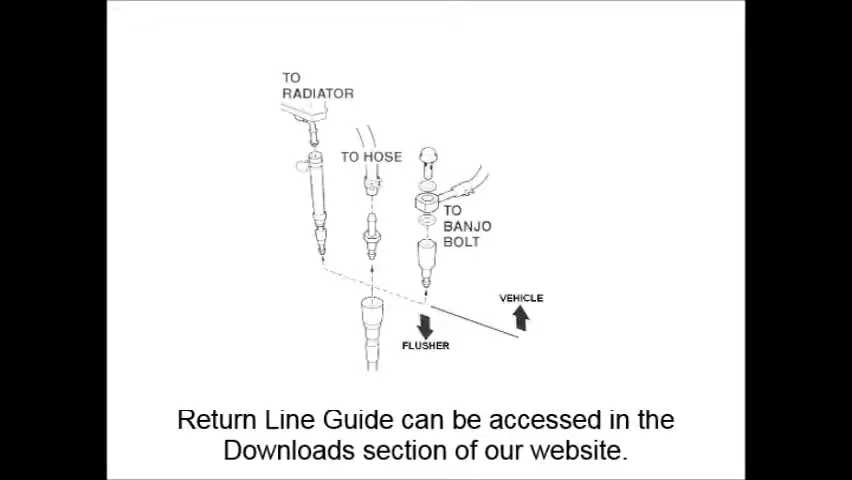 TO
RADIATOR
TO HOSE
TO
BANJO
BOLT
VEHICLE
FLUSHER
Return Line Guide can be accessed in the
Downloads section of our website.